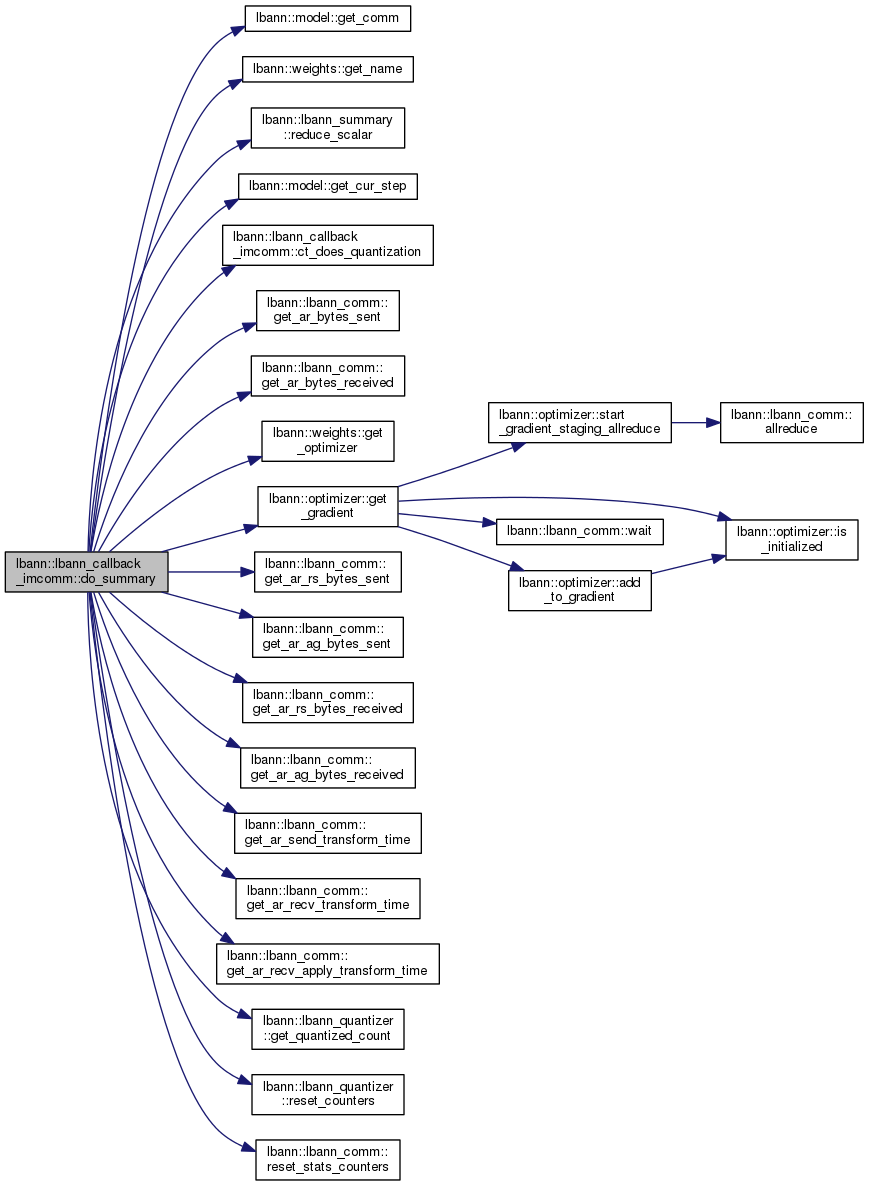 lbann::model::get_comm
lbann::weights::get_name
lbann::lbann_summary
::reduce_scalar
lbann::model::get_cur_step
lbann::lbann_callback
_imcomm::ct_does_quantization
lbann::lbann_comm::
get_ar_bytes_sent
lbann::lbann_comm::
get_ar_bytes_received
lbann::weights::get
_optimizer
lbann::optimizer::get
_gradient
lbann::optimizer::start
_gradient_staging_allreduce
lbann::lbann_comm::
allreduce
lbann::lbann_comm::wait
lbann::optimizer::is
_initialized
lbann::optimizer::add
_to_gradient
lbann::lbann_callback
_imcomm::do_summary
lbann::lbann_comm::
get_ar_rs_bytes_sent
lbann::lbann_comm::
get_ar_ag_bytes_sent
lbann::lbann_comm::
get_ar_rs_bytes_received
lbann::lbann_comm::
get_ar_ag_bytes_received
lbann::lbann_comm::
get_ar_send_transform_time
lbann::lbann_comm::
get_ar_recv_transform_time
lbann::lbann_comm::
get_ar_recv_apply_transform_time
lbann::lbann_quantizer
::get_quantized_count
lbann::lbann_quantizer
::reset_counters
lbann::lbann_comm::
reset_stats_counters